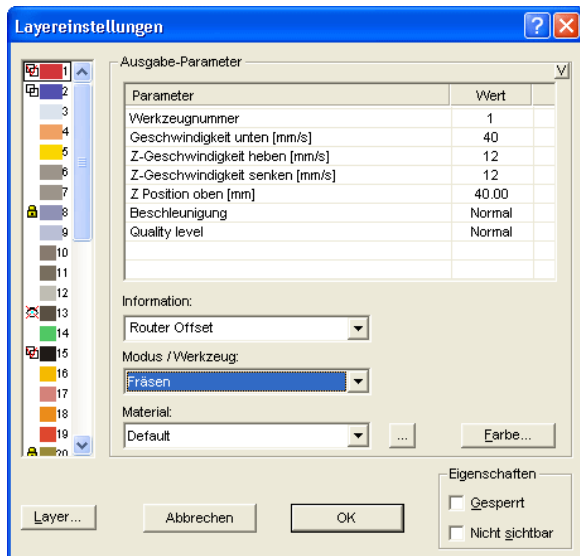 Layereinstellungen
Ausgabe-Parameter
V
Parameter Wert
Werkzeugnummer 1
Geschwindigkeit unten [mm/s] 40
Z-Geschwindigkeit heben [mm/s] 12
Z-Geschwindigkeit senken [mm/s] 12
Z Position oben [mm] 40.00
Beschleunigung Normal
Quality level Normal
1
2
3
4
5
6
7
8
9
10
11
12
13
14
15
16
17
18
19
20
Information:
Router Offset
Modus / Werkzeug:
Fräsen
Material:
Default
...
Farbe...
Eigenschaften
Gesperrt
Nicht sichtbar
Layer...
Abbrechen
OK